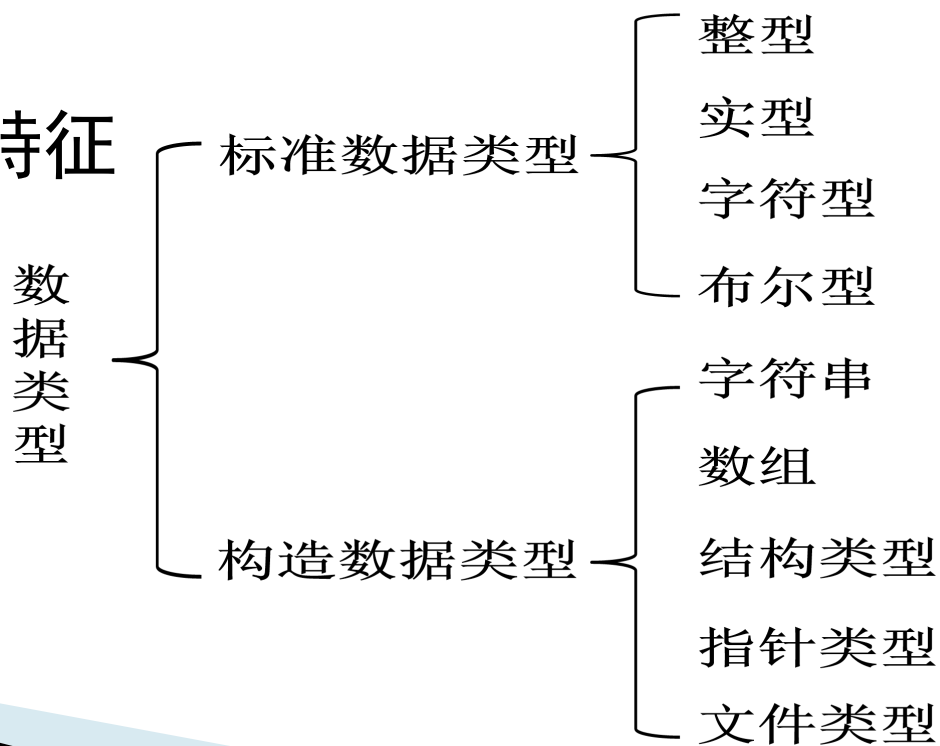 特征
数据类型
标准数据类型
整型
实型
字符型
布尔型
构造数据类型
字符串
数组
结构类型
指针类型
文件类型